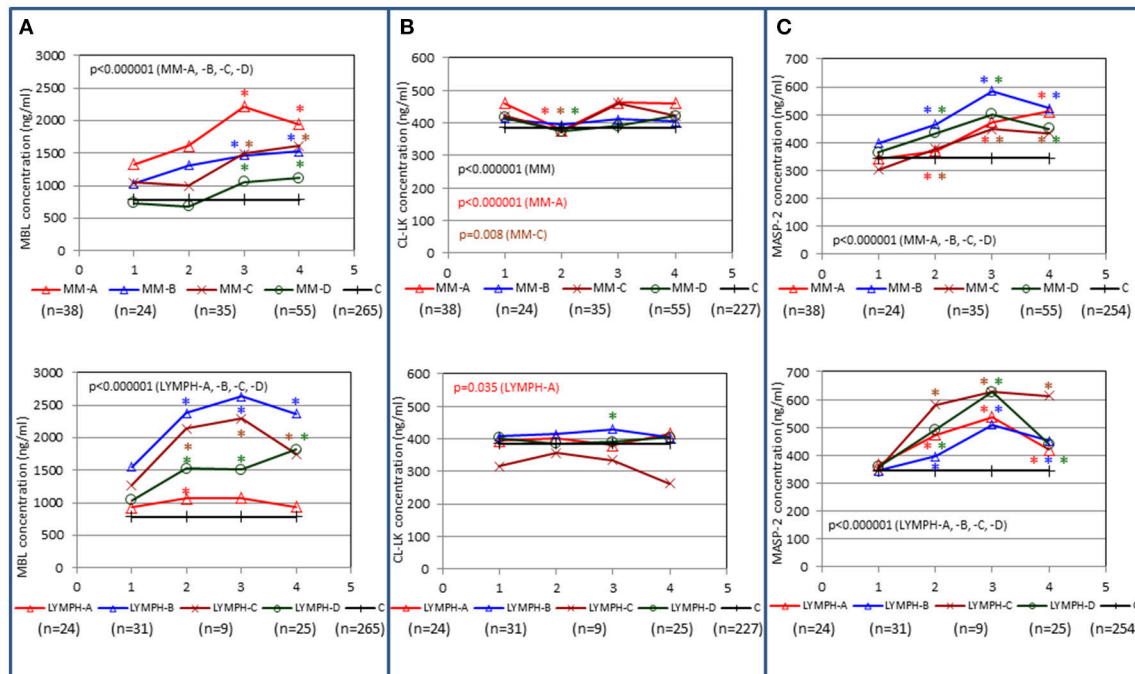 A
MBL concentration (ng/ml)
3000
2500
2000
1500
1000
500
0
p<0.000001 (MM-A, -B, -C, -D)
* *
* * * *
* *
0 1 2 3 4 5
MM-A MM-B MM-C MM-D C
(n=38) (n=24) (n=35) (n=55) (n=265)
MBL concentration (ng/ml)
3000
2500
2000
1500
1000
500
0
p<0.000001 (LYMPH-A, -B, -C, -D)
* * *
* * * *
* *
*
0 1 2 3 4 5
LYMPH-A LYMPH-B LYMPH-C LYMPH-D C
(n=24) (n=31) (n=9) (n=25) (n=265)
B
CL-LK concentration (ng/ml)
600
500
400
300
200
100
0
* * *
p<0.000001 (MM)
p<0.000001 (MM-A)
p=0.008 (MM-C)
0 1 2 3 4 5
MM-A MM-B MM-C MM-D C
(n=38) (n=24) (n=35) (n=55) (n=227)
CL-LK concentration (ng/ml)
600
500
400
300
200
100
0
p=0.035 (LYMPH-A)
*
0 1 2 3 4 5
LYMPH-A LYMPH-B LYMPH-C LYMPH-D C
(n=24) (n=31) (n=9) (n=25) (n=227)
C
MASP-2 concentration (ng/ml)
700
600
500
400
300
200
100
0
* *
* * * *
* * * *
* *
p<0.000001 (MM-A, -B, -C, -D)
0 1 2 3 4 5
MM-A MM-B MM-C MM-D C
(n=38) (n=24) (n=35) (n=55) (n=254)
MASP-2 concentration (ng/ml)
700
600
500
400
300
200
100
0
* * * *
* *
* * * * *
*
p<0.000001 (LYMPH-A, -B, -C, -D)
0 1 2 3 4 5
LYMPH-A LYMPH-B LYMPH-C LYMPH-D C
(n=24) (n=31) (n=9) (n=25) (n=254